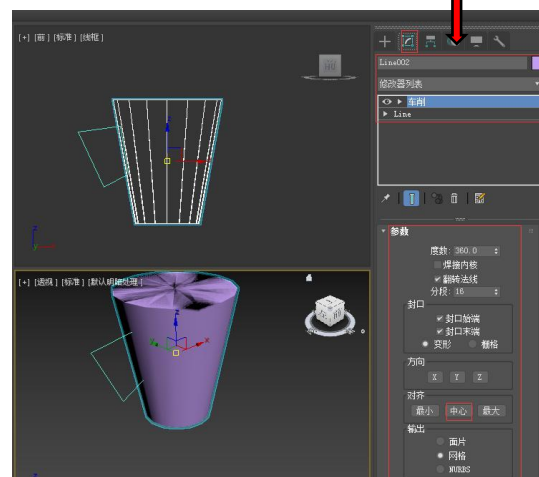 [+] [前] [标准] [线框]
前
z
x
z
x
y
[+] [透视] [标准] [默认明暗处理]
z
x
z
Line002
修改器列表
车削
Line
参数
度数: 360.0
焊接内核
翻转法线
分段: 16
封口
封口始端
封口末端
变形 栅格
方向
X Y Z
对齐
最小 中心 最大
输出
面片
网格
NURBS